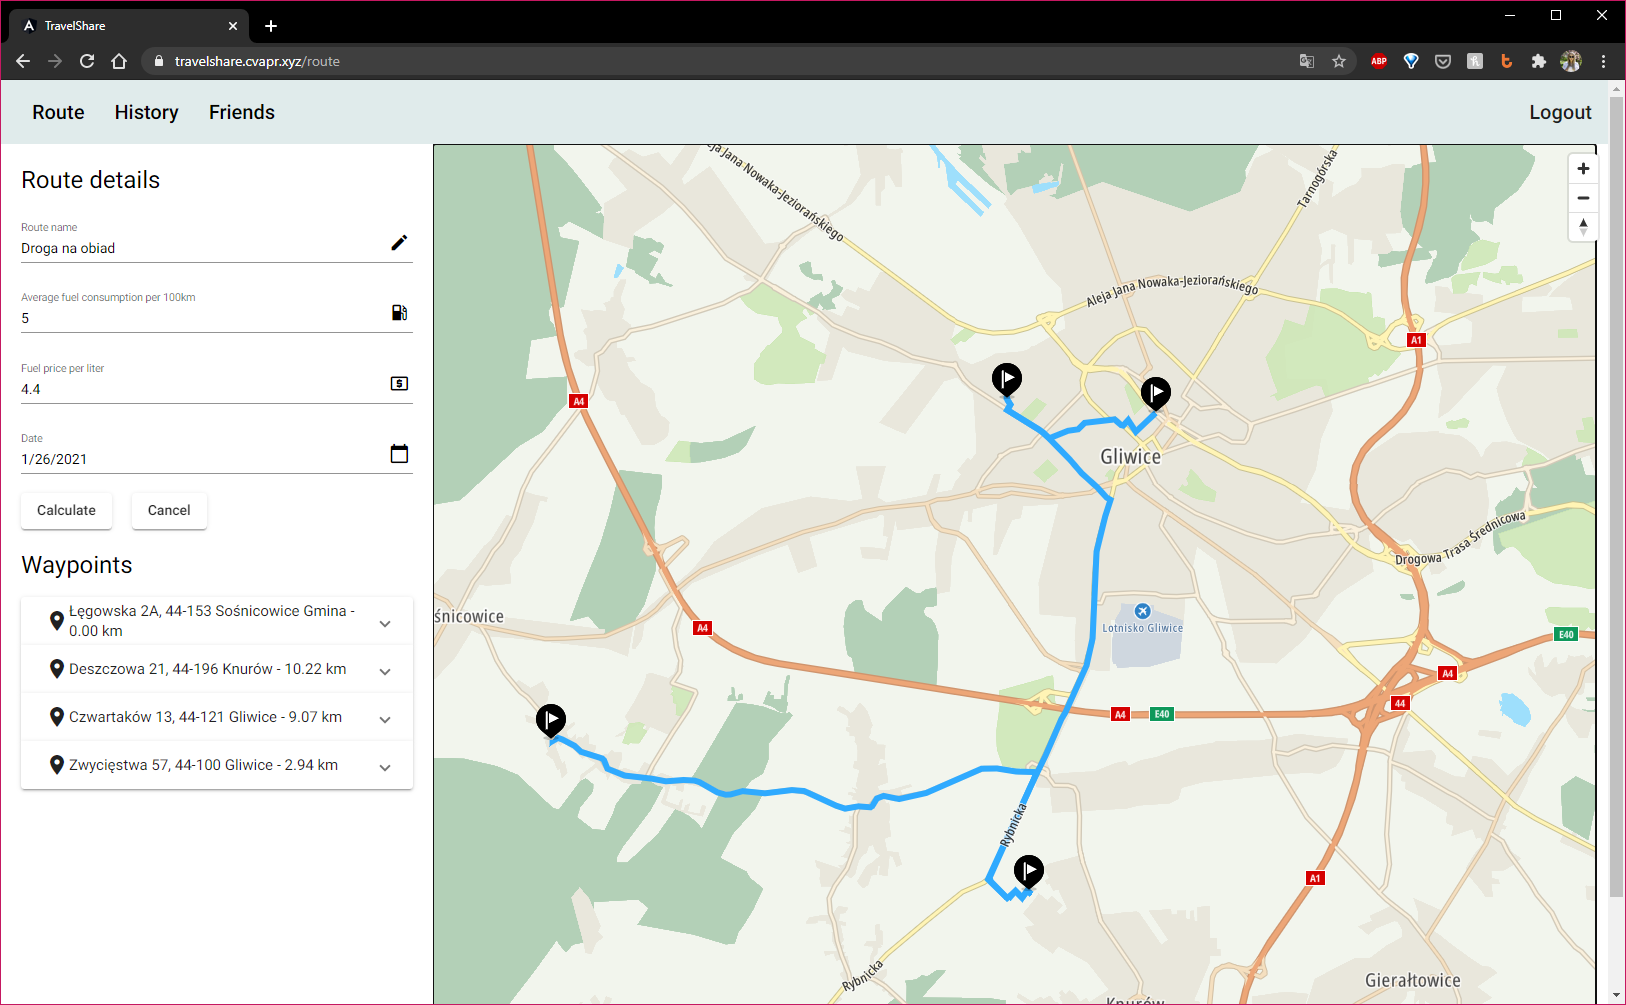 TravelShare
travelshare.cvapr.xyz/route
ABP
Route History Friends Logout
Route details
Route name
Droga na obiad
Average fuel consumption per 100km
5
Fuel price per liter
4.4
Date
1/26/2021
Calculate Cancel
Waypoints
Łęgowska 2A, 44-153 Sośnicowice Gmina -
0.00 km
Deszczowa 21, 44-196 Knurów - 10.22 km
Czwartaków 13, 44-121 Gliwice - 9.07 km
Zwycięstwa 57, 44-100 Gliwice - 2.94 km
eja Jana Nowaka-Jeziorańskiego
Tarnogórska
Aleja Jana Nowaka-Jeziorańskiego
A1
A4
Gliwice
Drogowa Trasa Średnicowa
śnicowice
Lotnisko Gliwice
A4
E40
A4
44
A4
E40
Rybnicka
A1
Rybnicka
Gierałtowice
Knurów